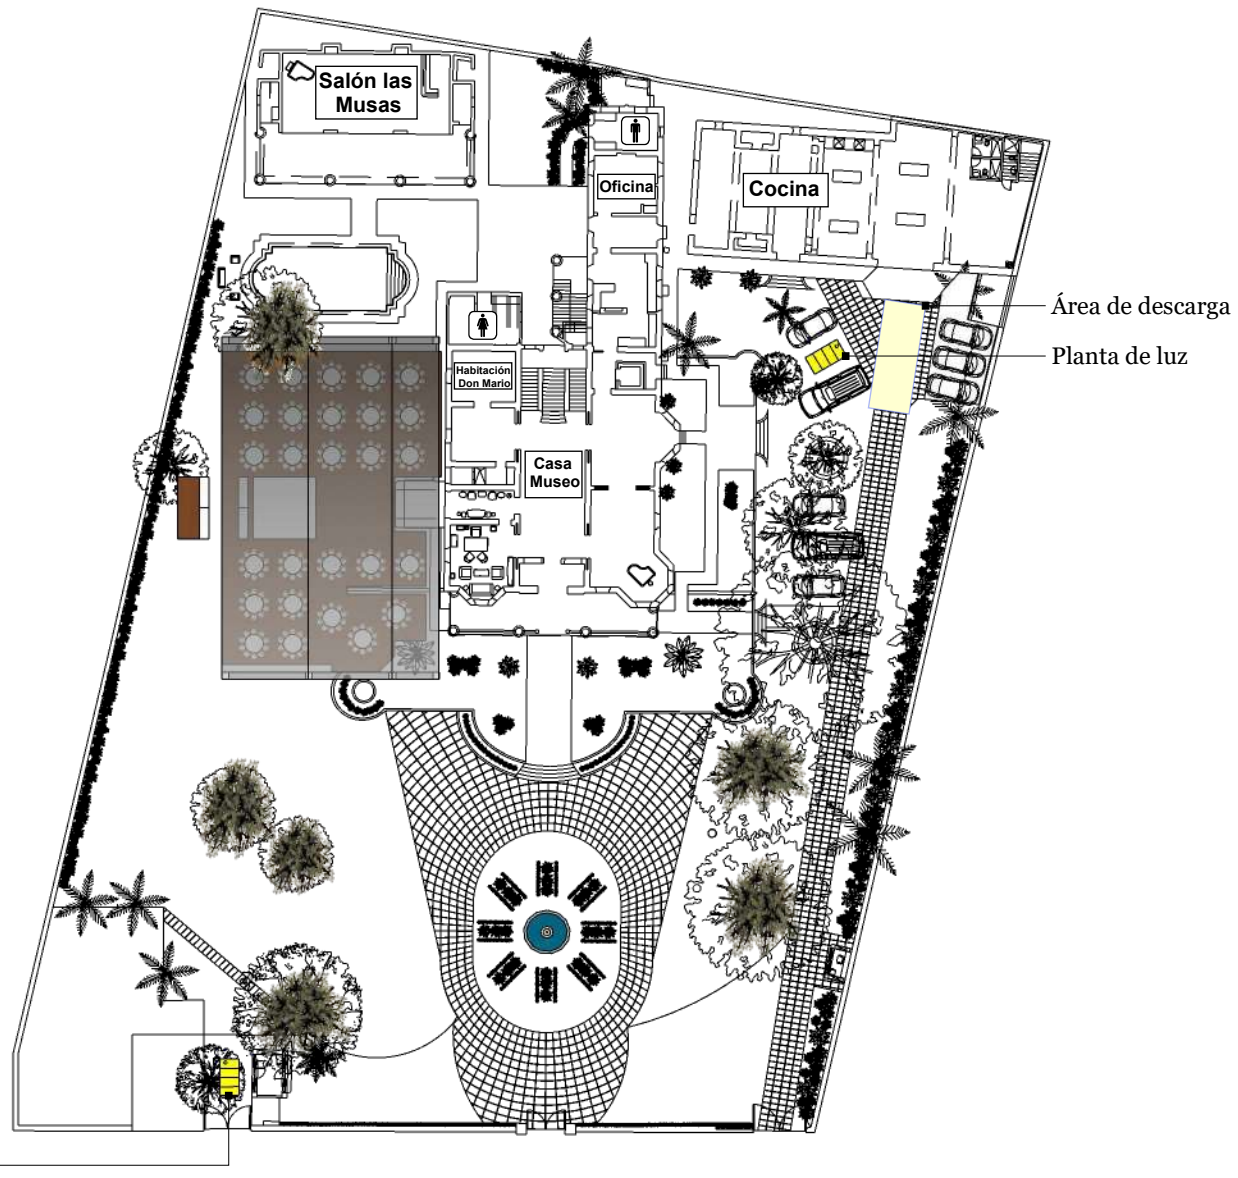 Salón las
Musas
Oficina
Cocina
Área de descarga
Planta de luz
Habitación
Don Mario
Casa
Museo